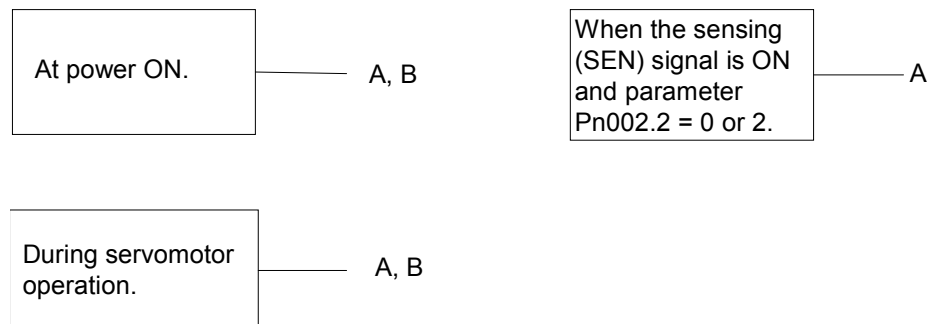 At power ON.
A, B
When the sensing
(SEN) signal is ON
and parameter
Pn002.2 = 0 or 2.
A
During servomotor
operation.
A, B